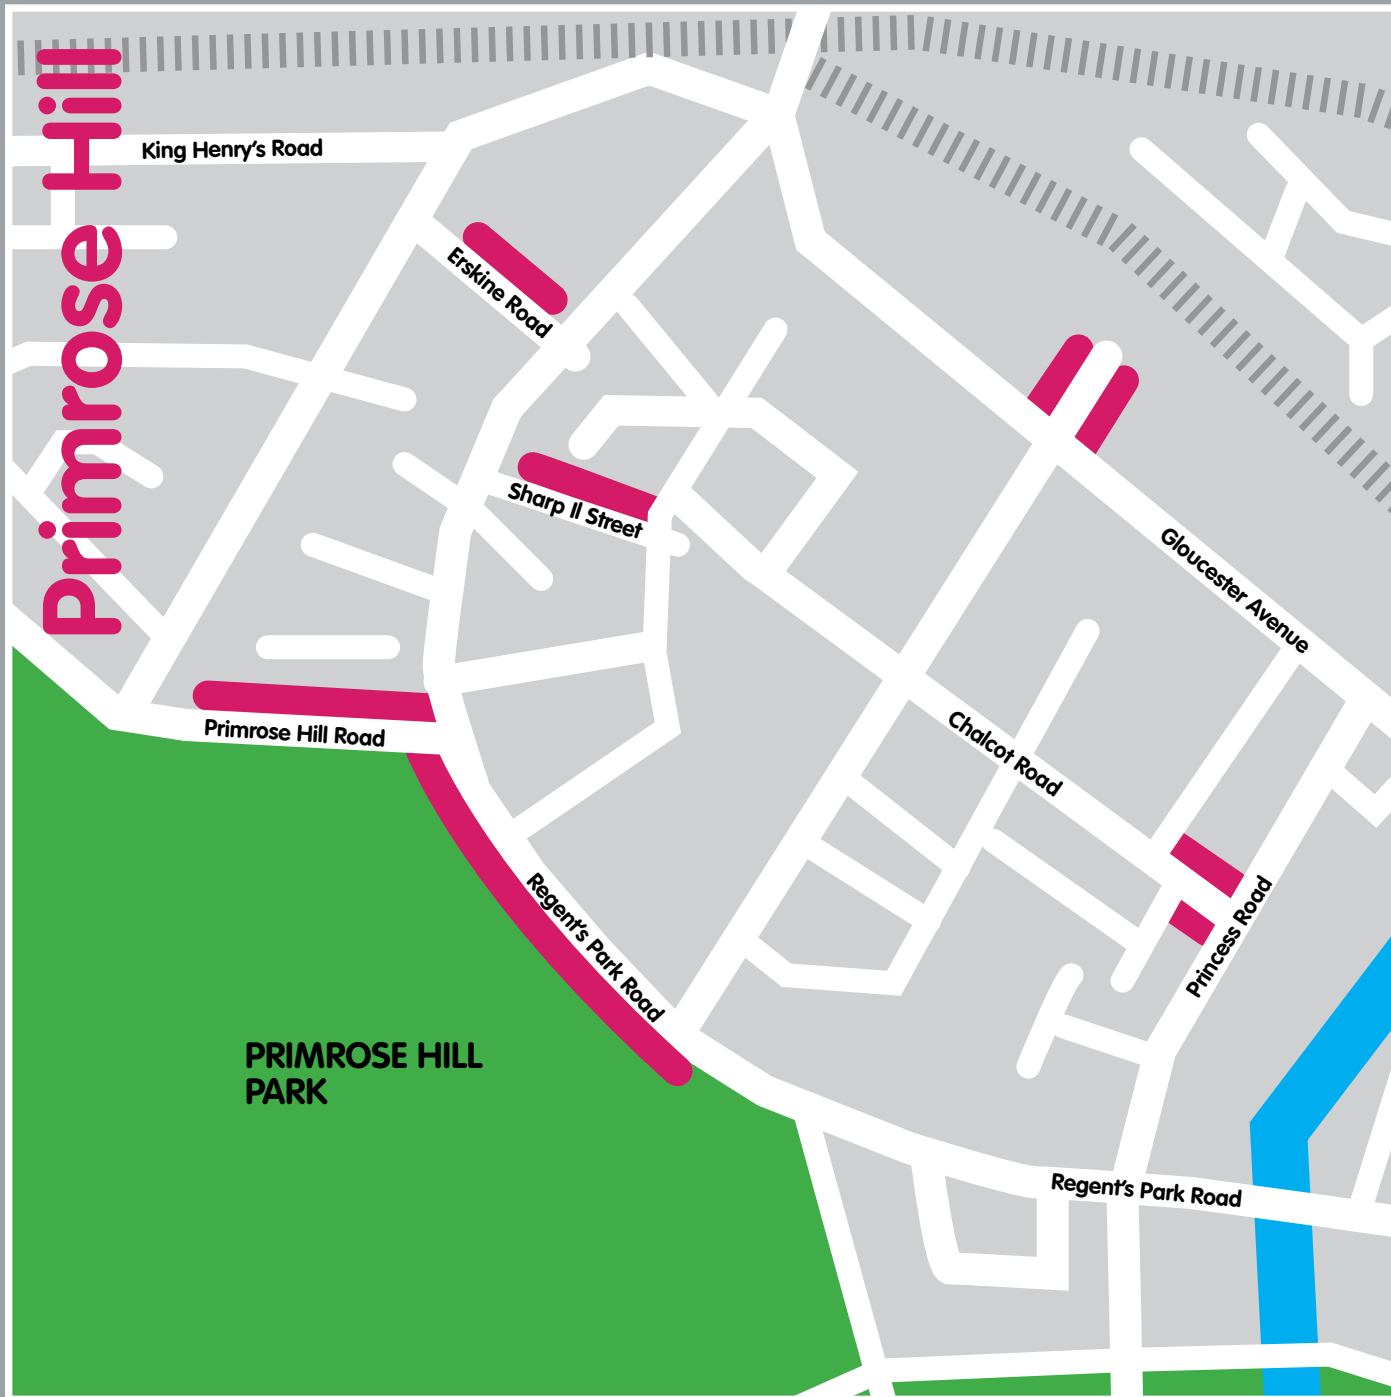 Primrose Hill
King Henry's Road
Erskine Road
Sharp ll Street
Gloucester Avenue
Primrose Hill Road
Chalcot Road
Regent's Park Road
Princess Road
PRIMROSE HILL
PARK
Regent's Park Road